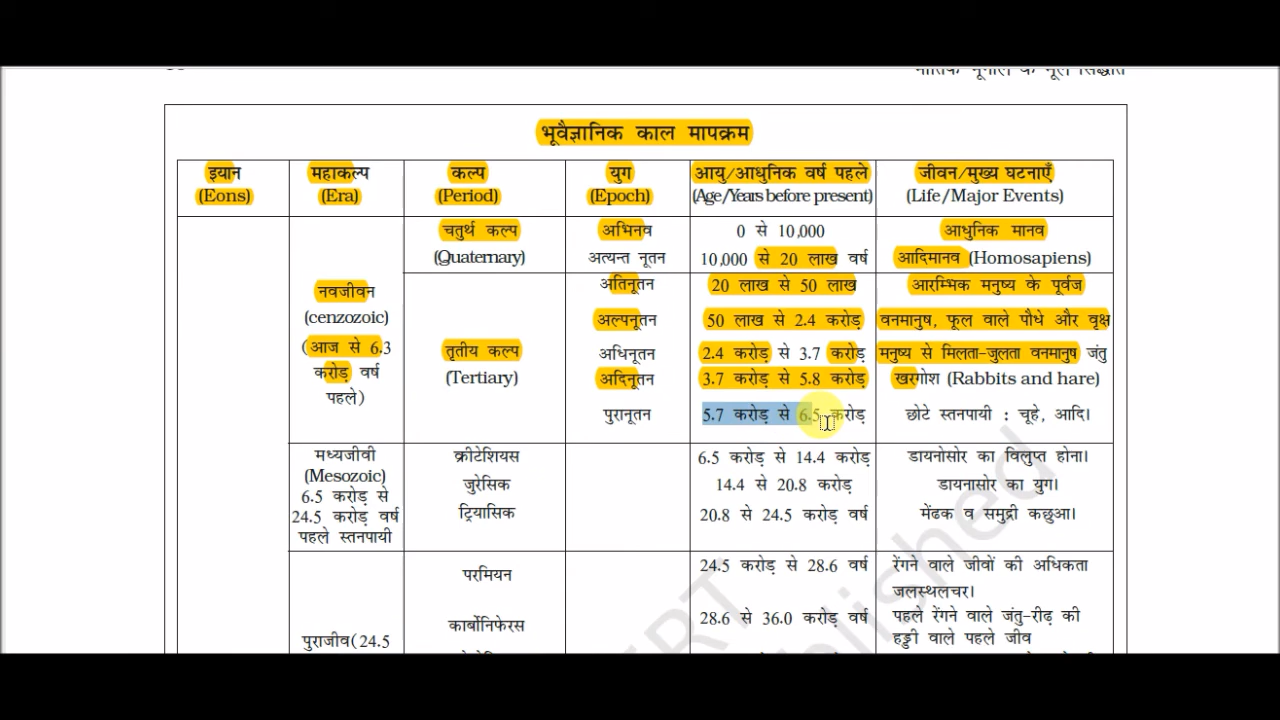 भूवैज्ञानिक काल मापक्रम
इयान महाकल्प कल्प युग आयु/आधुनिक वर्ष पहले जीवन/मुख्य घटनाएँ
(Eons) (Era) (Period) (Epoch) (Age/Years before present) (Life/Major Events)
चतुर्थ कल्प अभिनव 0 से 10,000 आधुनिक मानव
(Quaternary) अत्यन्त नूतन 10,000 से 20 लाख वर्ष आदिमानव (Homosapiens)
नवजीवन अतिनूतन 20 लाख से 50 लाख आरम्भिक मनुष्य के पूर्वज
(cenzozoic) अल्पनूतन 50 लाख से 2.4 करोड़ वनमानुष, फूल वाले पौधे और वृक्ष
(आज से 6.3 तृतीय कल्प अधिनूतन 2.4 करोड़ से 3.7 करोड़ मनुष्य से मिलता-जुलता वनमानुष जंतु
करोड़ वर्ष (Tertiary) अदिनूतन 3.7 करोड़ से 5.8 करोड़ खरगोश (Rabbits and hare)
पहले) पुरानूतन 5.7 करोड़ से 6.5 करोड़ छोटे स्तनपायी : चूहे, आदि।
मध्यजीवी क्रीटेशियस 6.5 करोड़ से 14.4 करोड़ डायनोसोर का विलुप्त होना।
(Mesozoic) जुरेसिक 14.4 से 20.8 करोड़ डायनासोर का युग।
6.5 करोड़ से
24.5 करोड़ वर्ष ट्रियासिक 20.8 से 24.5 करोड़ वर्ष मेंढक व समुद्री कछुआ।
पहले स्तनपायी
परमियन 24.5 करोड़ से 28.6 वर्ष रेंगने वाले जीवों की अधिकता
जलस्थलचर।
कार्बोनिफेरस 28.6 से 36.0 करोड़ वर्ष पहले रेंगने वाले जंतु-रीढ़ की
पुराजीव(24.5 हड्डी वाले पहले जीव